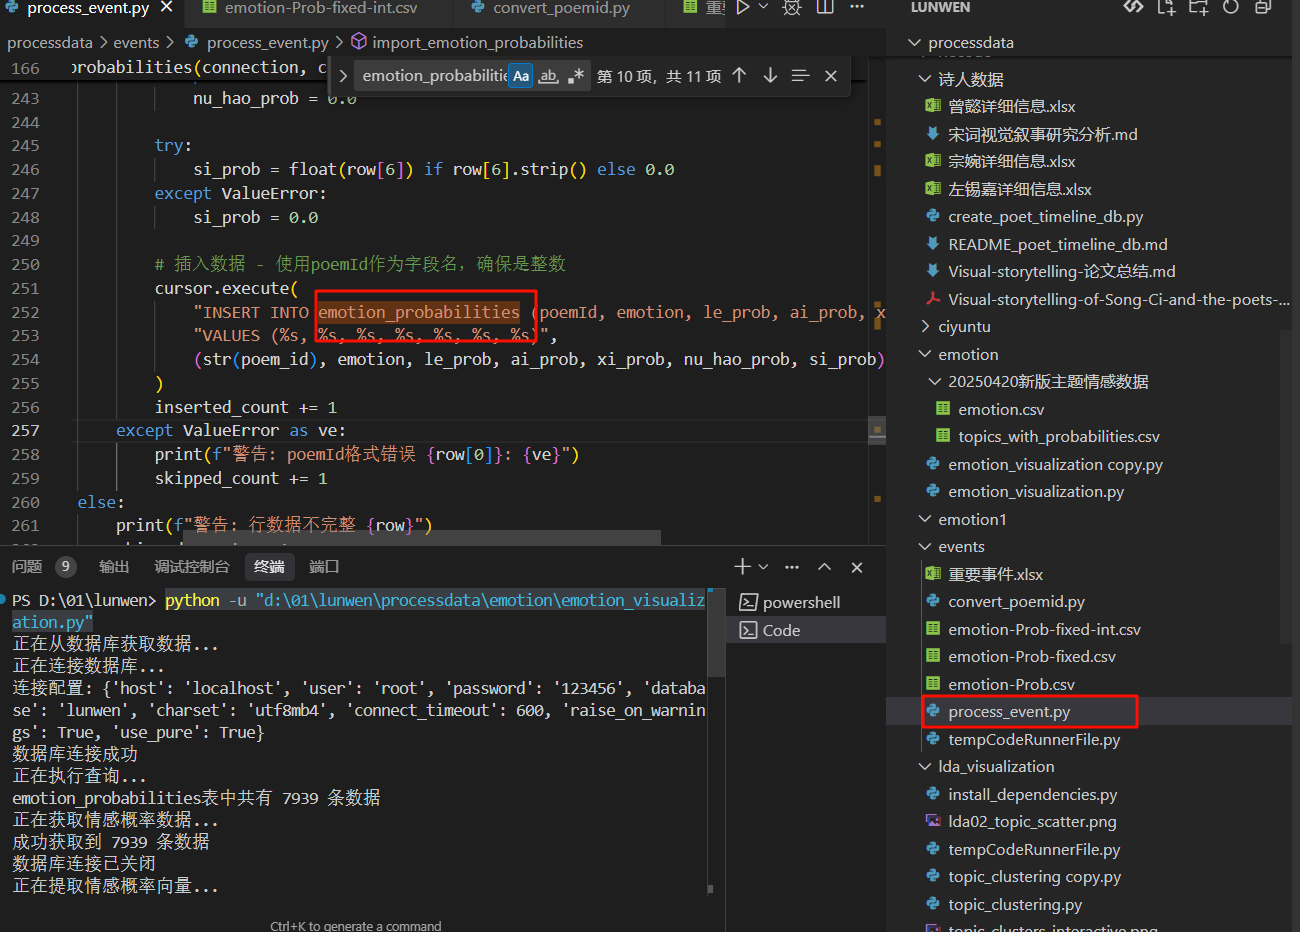 process_event.py
emotion-Prob-fixed-int.csv
convert_poemid.py
processdata > events > process_event.py > import_emotion_probabilities
166 probabilities(connection, c
emotion_probabilitie Aa ab .* 第 10 项，共 11 项
243 nu_hao_prob = 0.0
244
245 try:
246 si_prob = float(row[6]) if row[6].strip() else 0.0
247 except ValueError:
248 si_prob = 0.0
249
250 # 插入数据 - 使用poemId作为字段名，确保是整数
251 cursor.execute(
252 "INSERT INTO emotion_probabilities (poemId, emotion, le_prob, ai_prob, x
253 "VALUES (%s, %s, %s, %s, %s, %s, %s)",
254 (str(poem_id), emotion, le_prob, ai_prob, xi_prob, nu_hao_prob, si_prob)
255 )
256 inserted_count += 1
257 except ValueError as ve:
258 print(f"警告: poemId格式错误 {row[0]}: {ve}")
259 skipped_count += 1
260 else:
261 print(f"警告: 行数据不完整 {row}")
问题 9 输出 调试控制台 终端 端口
PS D:\01\lunwen> python -u "d:\01\lunwen\processdata\emotion\emotion_visualiz
ation.py"
正在从数据库获取数据...
正在连接数据库...
连接配置: {'host': 'localhost', 'user': 'root', 'password': '123456', 'databa
se': 'lunwen', 'charset': 'utf8mb4', 'connect_timeout': 600, 'raise_on_warnin
gs': True, 'use_pure': True}
数据库连接成功
正在执行查询...
emotion_probabilities表中共有 7939 条数据
正在获取情感概率数据...
成功获取到 7939 条数据
数据库连接已关闭
正在提取情感概率向量...
Ctrl+K to generate a command
powershell
Code
LUNWEN
processdata
诗人数据
曾懿详细信息.xlsx
宋词视觉叙事研究分析.md
宗婉详细信息.xlsx
左锡嘉详细信息.xlsx
create_poet_timeline_db.py
README_poet_timeline_db.md
Visual-storytelling-论文总结.md
Visual-storytelling-of-Song-Ci-and-the-poets-...
ciyuntu
emotion
20250420新版主题情感数据
emotion.csv
topics_with_probabilities.csv
emotion_visualization copy.py
emotion_visualization.py
emotion1
events
重要事件.xlsx
convert_poemid.py
emotion-Prob-fixed-int.csv
emotion-Prob-fixed.csv
emotion-Prob.csv
process_event.py
tempCodeRunnerFile.py
lda_visualization
install_dependencies.py
lda02_topic_scatter.png
tempCodeRunnerFile.py
topic_clustering copy.py
topic_clustering.py
topic_clusters_interactive.png